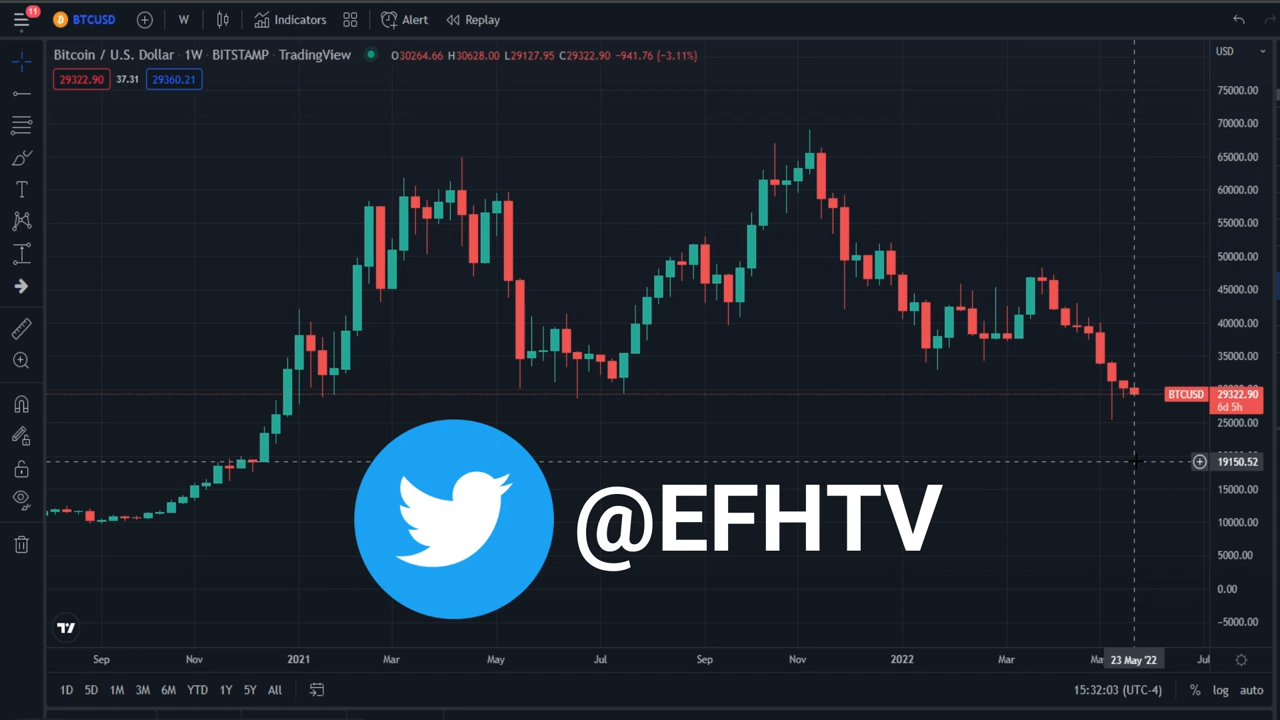 11
BTCUSD
W
Indicators
Alert
Replay
Bitcoin / U.S. Dollar · 1W · BITSTAMP · TradingView
O30264.66 H30628.00 L29127.95 C29322.90 −941.76 (−3.11%)
29322.90 37.31 29360.21
USD
75000.00
70000.00
65000.00
60000.00
55000.00
50000.00
45000.00
40000.00
35000.00
BTCUSD 29322.90
6d 5h
25000.00
19150.52
15000.00
10000.00
5000.00
0.00
−5000.00
@EFHTV
Sep Nov 2021 Mar May Jul Sep Nov 2022 Mar 23 May '22 Jul
1D 5D 1M 3M 6M YTD 1Y 5Y All
15:32:03 (UTC-4) % log auto